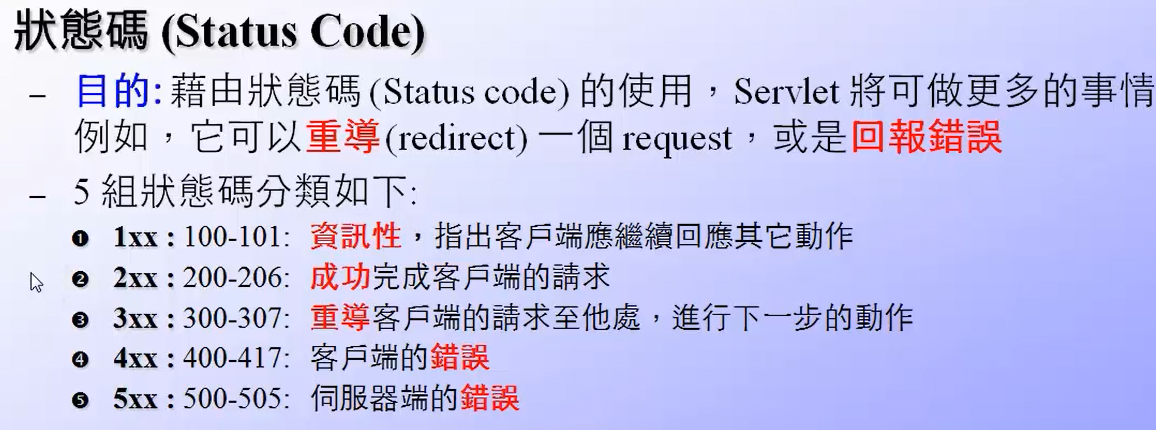 狀態碼 (Status Code)
– 目的: 藉由狀態碼 (Status code) 的使用，Servlet 將可做更多的事情
例如，它可以重導 (redirect) 一個 request，或是回報錯誤
– 5 組狀態碼分類如下:
❶ 1xx : 100-101: 資訊性，指出客戶端應繼續回應其它動作
❷ 2xx : 200-206: 成功完成客戶端的請求
❸ 3xx : 300-307: 重導客戶端的請求至他處，進行下一步的動作
❹ 4xx : 400-417: 客戶端的錯誤
❺ 5xx : 500-505: 伺服器端的錯誤